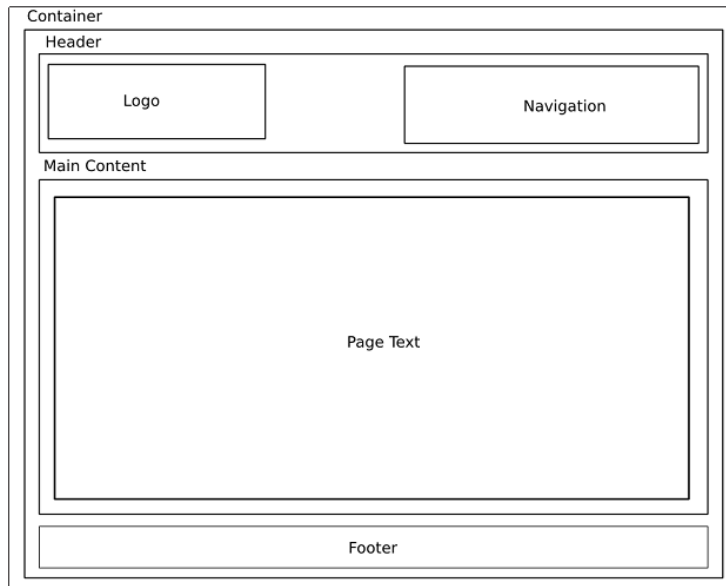 Container
Header
Logo
Navigation
Main Content
Page Text
Footer